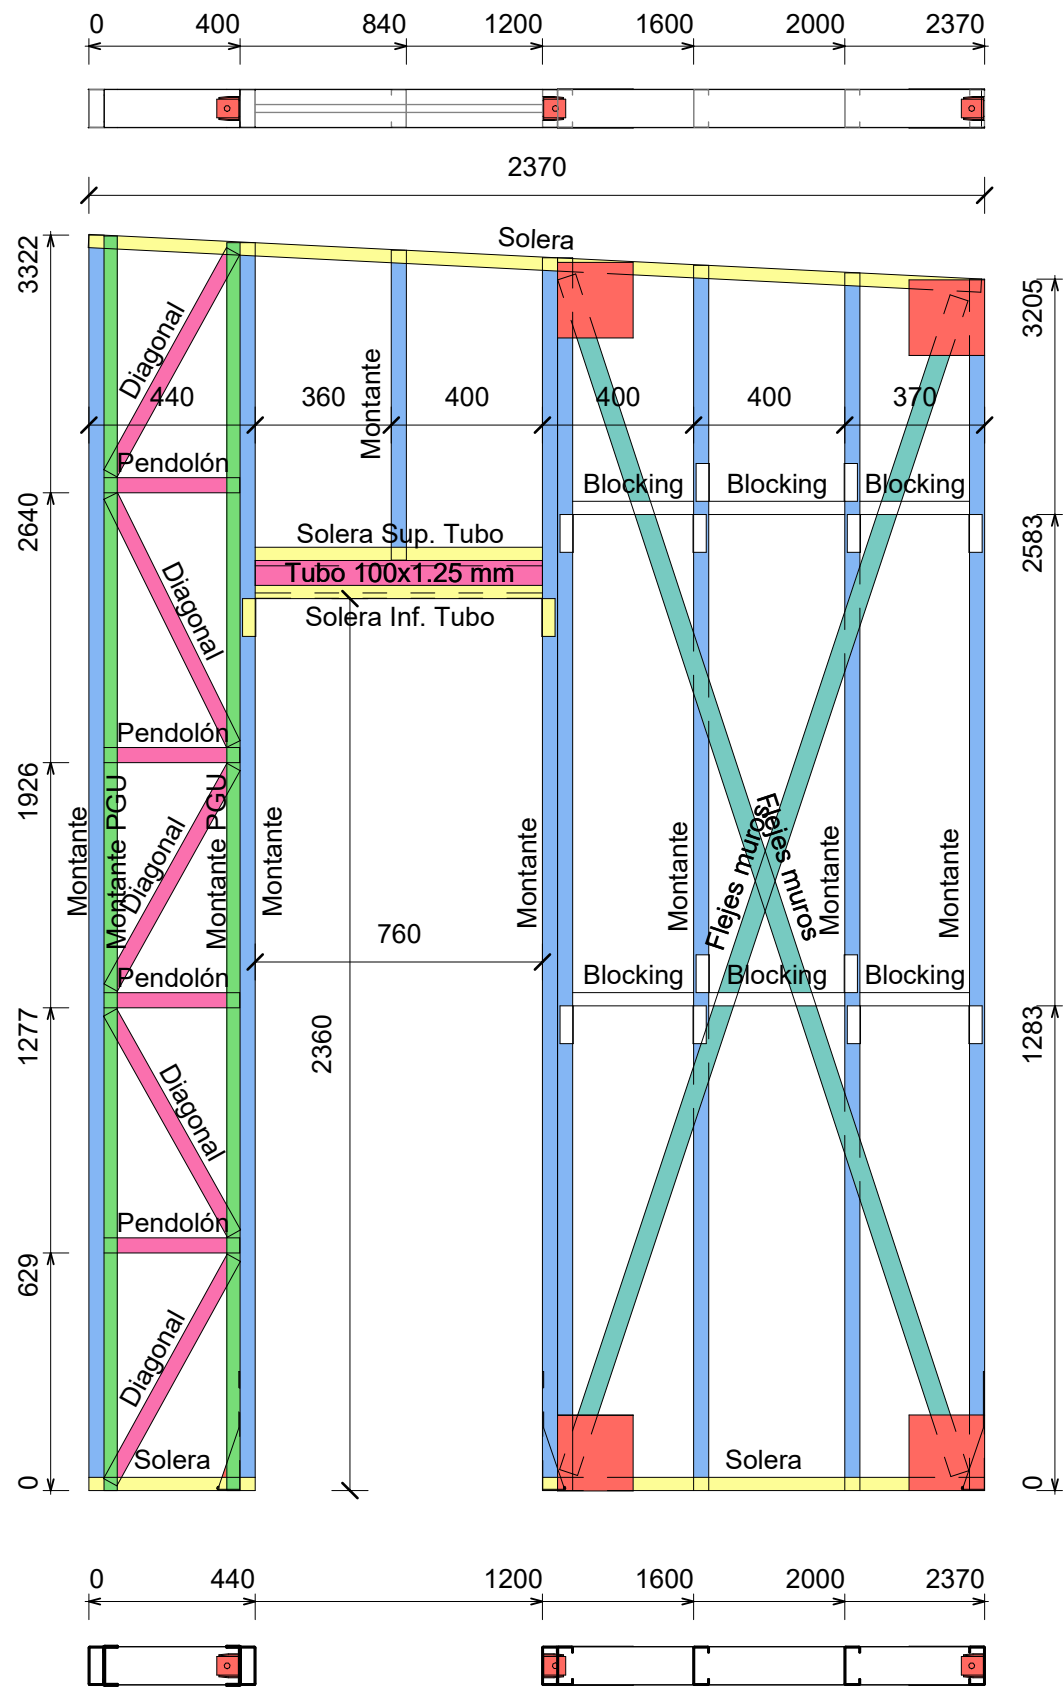 0 400 840 1200 1600 2000 2370
2370
Solera
3322
3205
Diagonal
Montante
440 360 400 400 400 370
Pendolón
Blocking Blocking Blocking
2640
2583
Solera Sup. Tubo
Tubo 100x1.25 mm
Solera Inf. Tubo
Diagonal
Pendolón
1926
Montante
Montante PGU
Diagonal
Montante PGU
Montante
Montante
Montante
Flejes muros
Flejes muros
Montante
Montante
760
Pendolón
Blocking Blocking Blocking
1277
2360
1283
Diagonal
Pendolón
629
Diagonal
Solera
Solera
0
0
0 440 1200 1600 2000 2370